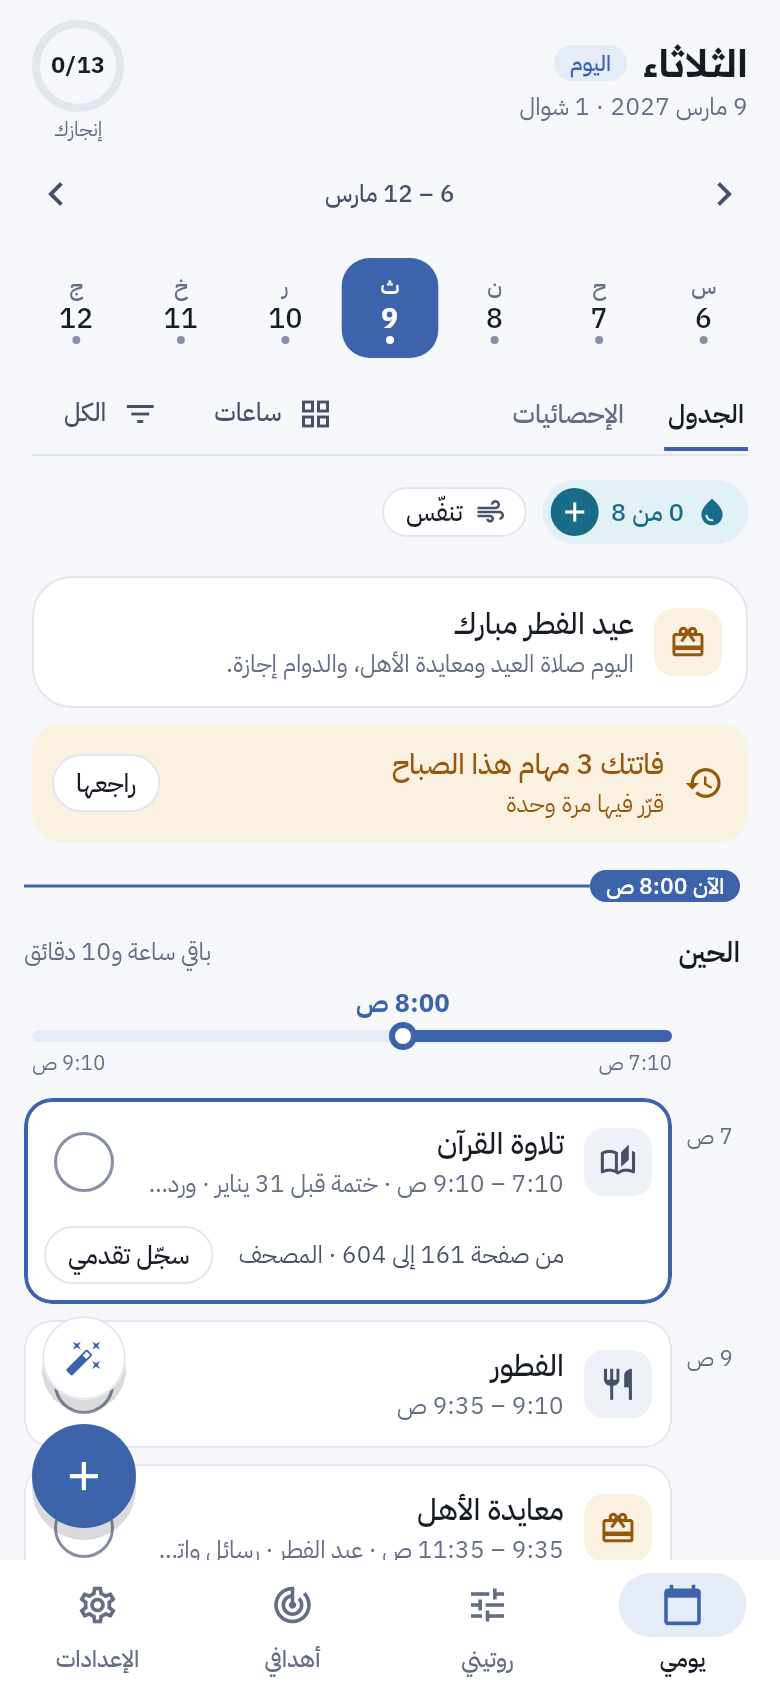 الثلاثاء اليوم
9 مارس 2027 · 1 شوال
0/13
إنجازك
6 – 12 مارس
س ح ن ث ر خ ج
6 7 8 9 10 11 12
الجدول الإحصائيات ساعات الكل
0 من 8 تنفّس
عيد الفطر مبارك
اليوم صلاة العيد ومعايدة الأهل، والدوام إجازة.
فاتتك 3 مهام هذا الصباح
قرّر فيها مرة وحدة
راجعها
الآن 8:00 ص
الحين باقي ساعة و10 دقائق
8:00 ص
7:10 ص 9:10 ص
7 ص
تلاوة القرآن
7:10 – 9:10 ص · ختمة قبل 31 يناير · ورد...
من صفحة 161 إلى 604 · المصحف سجّل تقدمي
9 ص
الفطور
9:10 – 9:35 ص
معايدة الأهل
9:35 – 11:35 ص · عيد الفطر · رسائل واتـ...
يومي روتيني أهدافي الإعدادات